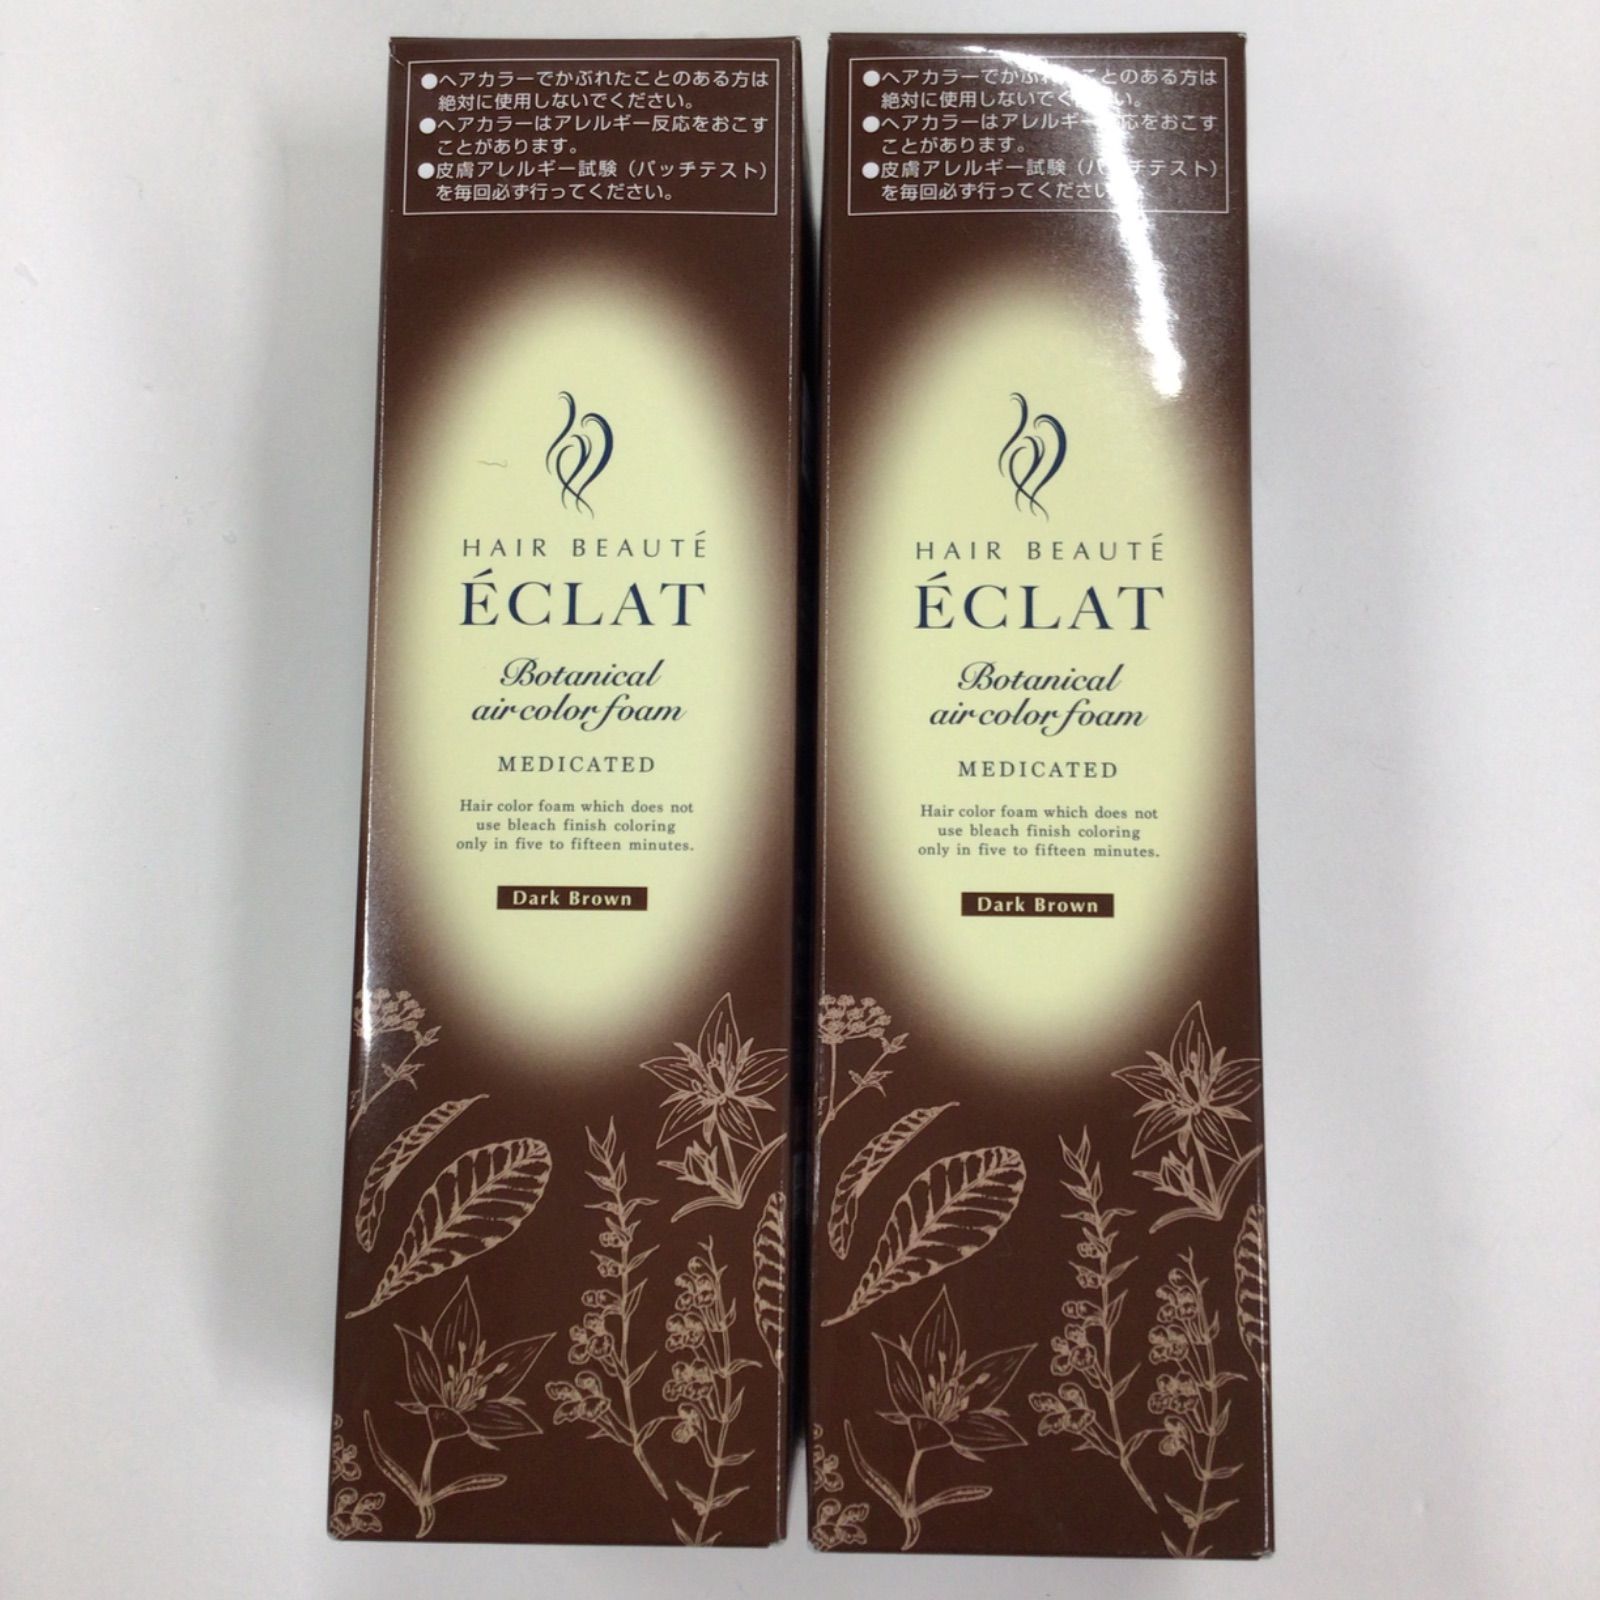 ●ヘアカラーでかぶれたことのある方は
絶対に使用しないでください。
●ヘアカラーはアレルギー反応をおこす
ことがあります。
●皮膚アレルギー試験（パッチテスト）
を毎回必ず行ってください。
HAIR BEAUTÉ
ÉCLAT
Botanical
air color foam
MEDICATED
Hair color foam which does not
use bleach finish coloring
only in five to fifteen minutes.
Dark Brown
●ヘアカラーでかぶれたことのある方は
絶対に使用しないでください。
●ヘアカラーはアレルギー反応をおこす
ことがあります。
●皮膚アレルギー試験（パッチテスト）
を毎回必ず行ってください
HAIR BEAUTÉ
ÉCLAT
Botanical
air color foam
MEDICATED
Hair color foam which does not
use bleach finish coloring
only in five to fifteen minutes.
Dark Brown